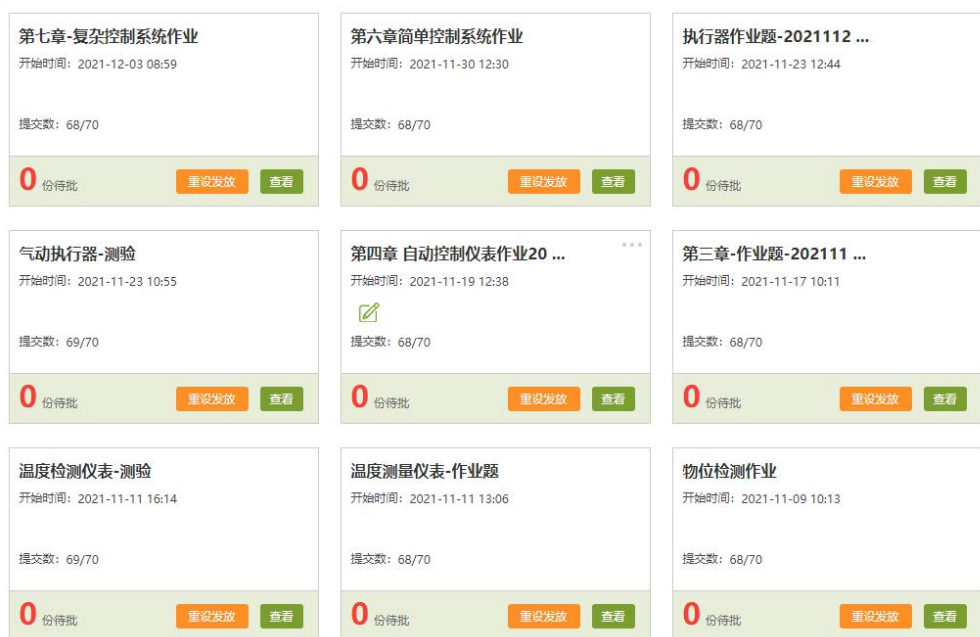 第七章-复杂控制系统作业
开始时间：2021-12-03 08:59
提交数：68/70
0 份待批 重设发放 查看
第六章简单控制系统作业
开始时间：2021-11-30 12:30
提交数：68/70
0 份待批 重设发放 查看
执行器作业题-2021112 ...
开始时间：2021-11-23 12:44
提交数：68/70
0 份待批 重设发放 查看
气动执行器-测验
开始时间：2021-11-23 10:55
提交数：69/70
0 份待批 重设发放 查看
第四章 自动控制仪表作业20 ...
开始时间：2021-11-19 12:38
提交数：68/70
0 份待批 重设发放 查看
第三章-作业题-202111 ...
开始时间：2021-11-17 10:11
提交数：68/70
0 份待批 重设发放 查看
温度检测仪表-测验
开始时间：2021-11-11 16:14
提交数：69/70
0 份待批 重设发放 查看
温度测量仪表-作业题
开始时间：2021-11-11 13:06
提交数：68/70
0 份待批 重设发放 查看
物位检测作业
开始时间：2021-11-09 10:13
提交数：68/70
0 份待批 重设发放 查看